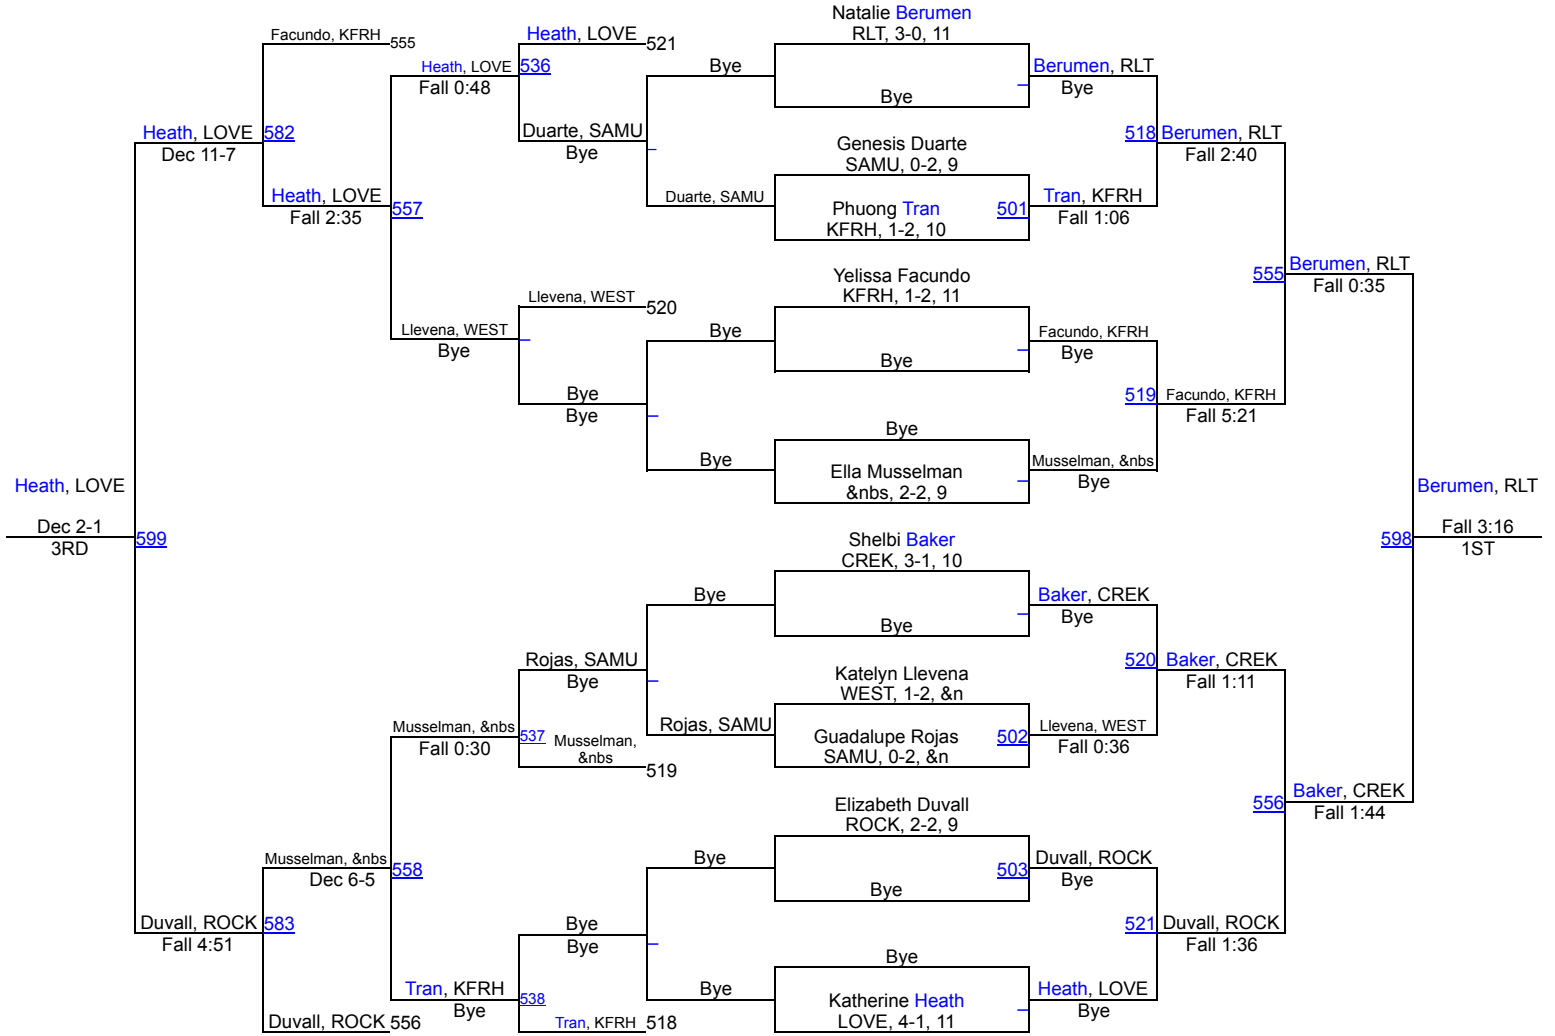 Natalie Berumen
RLT, 3-0, 11
Facundo, KFRH 555
Heath, LOVE 521
Heath, LOVE 536
Fall 0:48
Bye
Bye
Berumen, RLT
Bye
Heath, LOVE 582
Dec 11-7
Duarte, SAMU
Bye
Genesis Duarte
SAMU, 0-2, 9
518 Berumen, RLT
Fall 2:40
Heath, LOVE
Fall 2:35
557
Duarte, SAMU
Phuong Tran
KFRH, 1-2, 10
501
Tran, KFRH
Fall 1:06
Yelissa Facundo
KFRH, 1-2, 11
555 Berumen, RLT
Fall 0:35
Llevena, WEST 520
Llevena, WEST
Bye
Bye
Bye
Facundo, KFRH
Bye
Bye
Bye
519 Facundo, KFRH
Fall 5:21
Bye
Bye
Ella Musselman
&nbs, 2-2, 9
Musselman, &nbs
Bye
Heath, LOVE
Dec 2-1
3RD
599
Berumen, RLT
598 Fall 3:16
1ST
Shelbi Baker
CREK, 3-1, 10
Bye
Bye
Baker, CREK
Bye
Rojas, SAMU
Bye
Katelyn Llevena
WEST, 1-2, &n
520 Baker, CREK
Fall 1:11
Musselman, &nbs
Fall 0:30
537 Musselman,
&nbs
519
Rojas, SAMU
Guadalupe Rojas
SAMU, 0-2, &n
502
Llevena, WEST
Fall 0:36
Elizabeth Duvall
ROCK, 2-2, 9
556 Baker, CREK
Fall 1:44
Musselman, &nbs
Dec 6-5
558
Bye
Bye
503 Duvall, ROCK
Bye
Duvall, ROCK 583
Fall 4:51
Bye
Bye
521 Duvall, ROCK
Fall 1:36
Bye
Tran, KFRH
Bye
538
Bye
Katherine Heath
LOVE, 4-1, 11
Heath, LOVE
Bye
Duvall, ROCK 556
Tran, KFRH 518